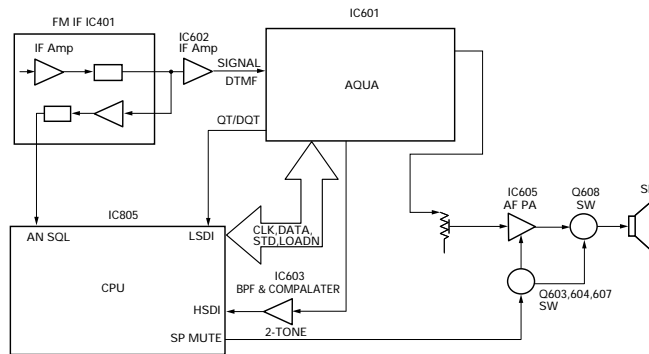 FM IF IC401
IF Amp
IC602
IF Amp
SIGNAL
DTMF
IC601
AQUA
QT/DQT
IC805
AN SQL
LSDI
CLK,DATA,
STD,LOADN
CPU
IC603
BPF & COMPALATER
HSDI
2-TONE
SP MUTE
IC605
AF PA
Q608
SW
Q603,604,607
SW